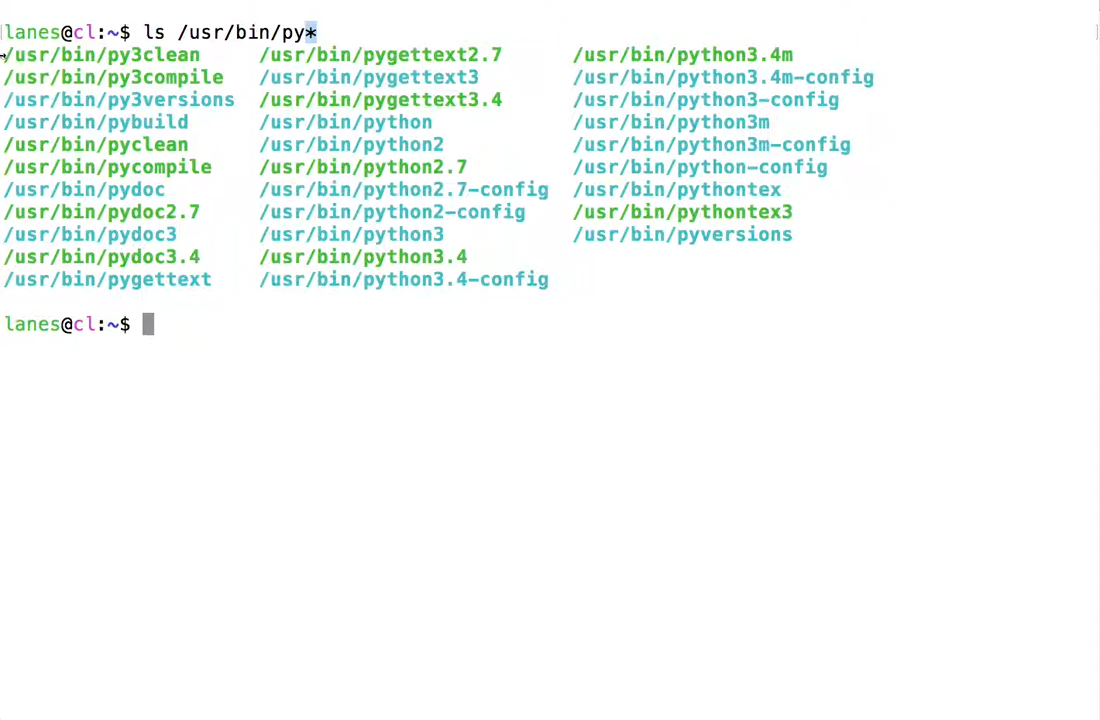 lanes@cl:~$ ls /usr/bin/py*
/usr/bin/py3clean /usr/bin/pygettext2.7 /usr/bin/python3.4m
/usr/bin/py3compile /usr/bin/pygettext3 /usr/bin/python3.4m-config
/usr/bin/py3versions /usr/bin/pygettext3.4 /usr/bin/python3-config
/usr/bin/pybuild /usr/bin/python /usr/bin/python3m
/usr/bin/pyclean /usr/bin/python2 /usr/bin/python3m-config
/usr/bin/pycompile /usr/bin/python2.7 /usr/bin/python-config
/usr/bin/pydoc /usr/bin/python2.7-config /usr/bin/pythontex
/usr/bin/pydoc2.7 /usr/bin/python2-config /usr/bin/pythontex3
/usr/bin/pydoc3 /usr/bin/python3 /usr/bin/pyversions
/usr/bin/pydoc3.4 /usr/bin/python3.4
/usr/bin/pygettext /usr/bin/python3.4-config
lanes@cl:~$